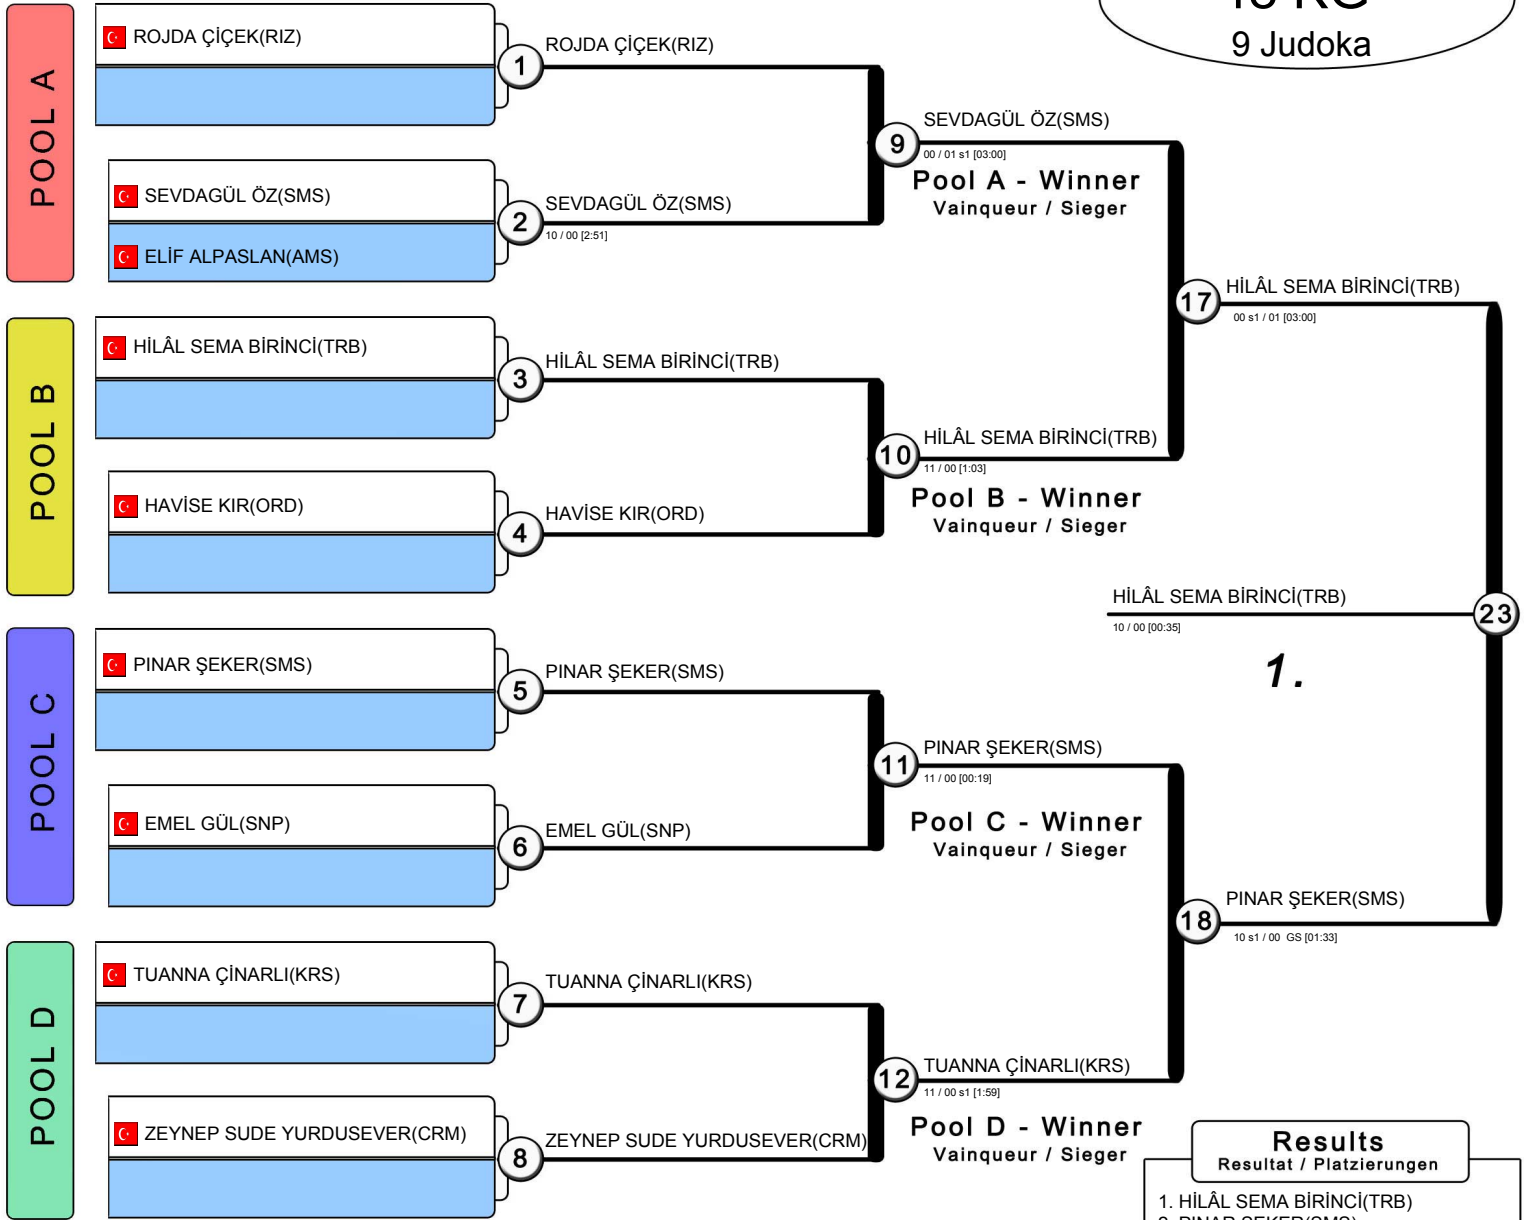 POOL A
ROJDA ÇİÇEK(RIZ)
1
ROJDA ÇİÇEK(RIZ)
SEVDAGÜL ÖZ(SMS)
ELİF ALPASLAN(AMS)
2
SEVDAGÜL ÖZ(SMS)
10 / 00 [2:51]
9
SEVDAGÜL ÖZ(SMS)
00 / 01 s1 [03:00]
Pool A - Winner
Vainqueur / Sieger
9 Judoka
POOL B
HİLÂL SEMA BİRİNCİ(TRB)
3
HİLÂL SEMA BİRİNCİ(TRB)
HAVİSE KIR(ORD)
4
HAVİSE KIR(ORD)
10
HİLÂL SEMA BİRİNCİ(TRB)
11 / 00 [1:03]
Pool B - Winner
Vainqueur / Sieger
17
HİLÂL SEMA BİRİNCİ(TRB)
00 s1 / 01 [03:00]
HİLÂL SEMA BİRİNCİ(TRB)
10 / 00 [00:35]
23
1.
POOL C
PINAR ŞEKER(SMS)
5
PINAR ŞEKER(SMS)
EMEL GÜL(SNP)
6
EMEL GÜL(SNP)
11
PINAR ŞEKER(SMS)
11 / 00 [00:19]
Pool C - Winner
Vainqueur / Sieger
18
PINAR ŞEKER(SMS)
10 s1 / 00 GS [01:33]
POOL D
TUANNA ÇİNARLI(KRS)
7
TUANNA ÇİNARLI(KRS)
ZEYNEP SUDE YURDUSEVER(CRM)
8
ZEYNEP SUDE YURDUSEVER(CRM)
12
TUANNA ÇİNARLI(KRS)
11 / 00 s1 [1:59]
Pool D - Winner
Vainqueur / Sieger
Results
Resultat / Platzierungen
1. HİLÂL SEMA BİRİNCİ(TRB)
2. PINAR ŞEKER(SMS)